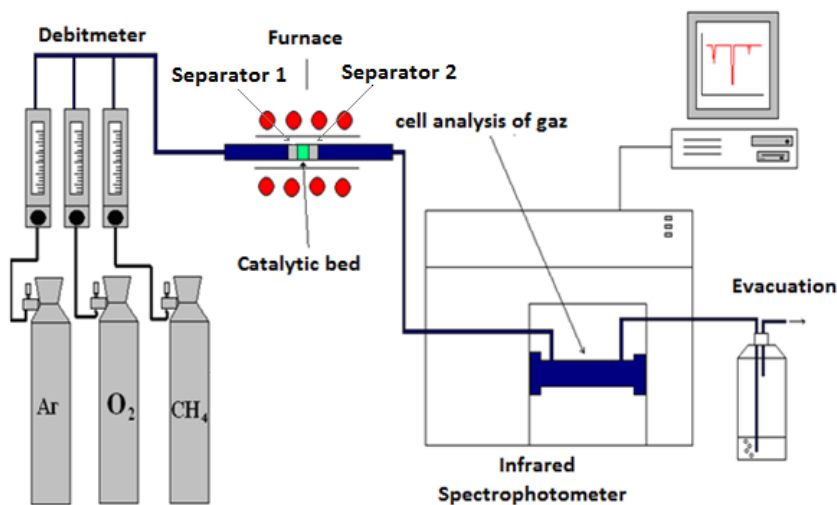 Debitmeter
Furnace
Separator 1
Separator 2
cell analysis of gaz
Catalytic bed
Evacuation
Ar
O2
CH4
Infrared
Spectrophotometer